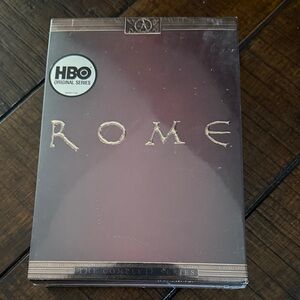 A
HBO
ORIGINAL SERIES
ROME
THE COMPLETE SERIES